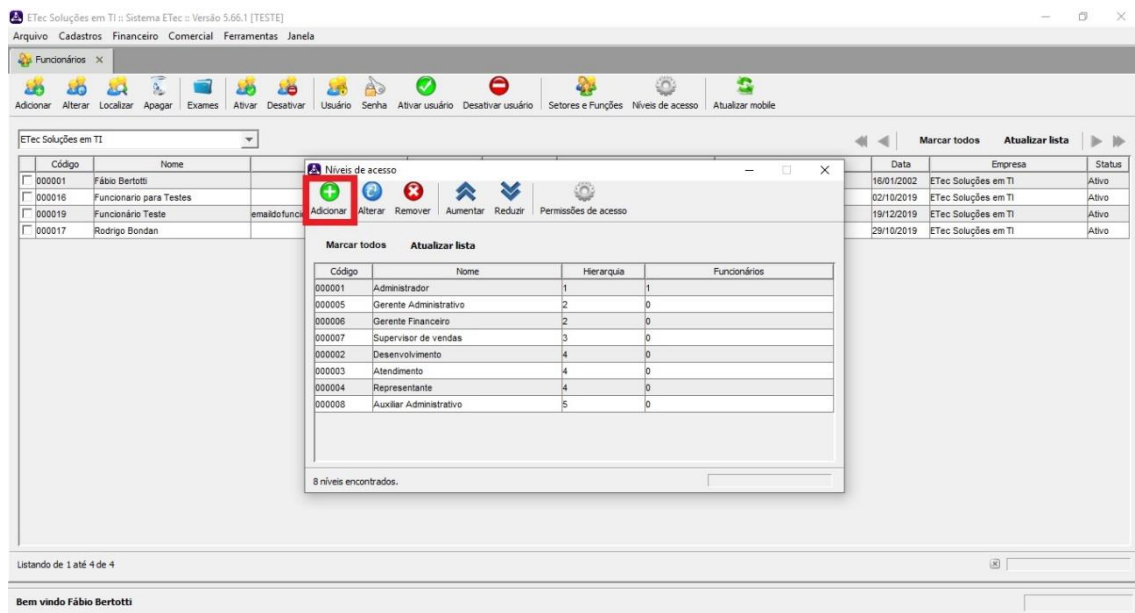 ETec Soluções em TI :: Sistema ETec :: Versão 5.66.1 [TESTE]
Arquivo Cadastros Financeiro Comercial Ferramentas Janela
Funcionários
Adicionar Alterar Localizar Apagar Exames Ativar Desativar Usuário Senha Ativar usuário Desativar usuário Setores e Funções Níveis de acesso Atualizar mobile
ETec Soluções em TI
Marcar todos Atualizar lista
Código Nome Data Empresa Status
000001 Fábio Bertotti 16/01/2002 ETec Soluções em TI Ativo
000016 Funcionario para Testes 02/10/2019 ETec Soluções em TI Ativo
000019 Funcionário Teste emaildofuncio 19/12/2019 ETec Soluções em TI Ativo
000017 Rodrigo Bondan 29/10/2019 ETec Soluções em TI Ativo
Níveis de acesso
Adicionar Alterar Remover Aumentar Reduzir Permissões de acesso
Marcar todos Atualizar lista
Código Nome Hierarquia Funcionários
000001 Administrador 1 1
000005 Gerente Administrativo 2 0
000006 Gerente Financeiro 2 0
000007 Supervisor de vendas 3 0
000002 Desenvolvimento 4 0
000003 Atendimento 4 0
000004 Representante 4 0
000008 Auxiliar Administrativo 5 0
8 níveis encontrados.
Listando de 1 até 4 de 4
Bem vindo Fábio Bertotti